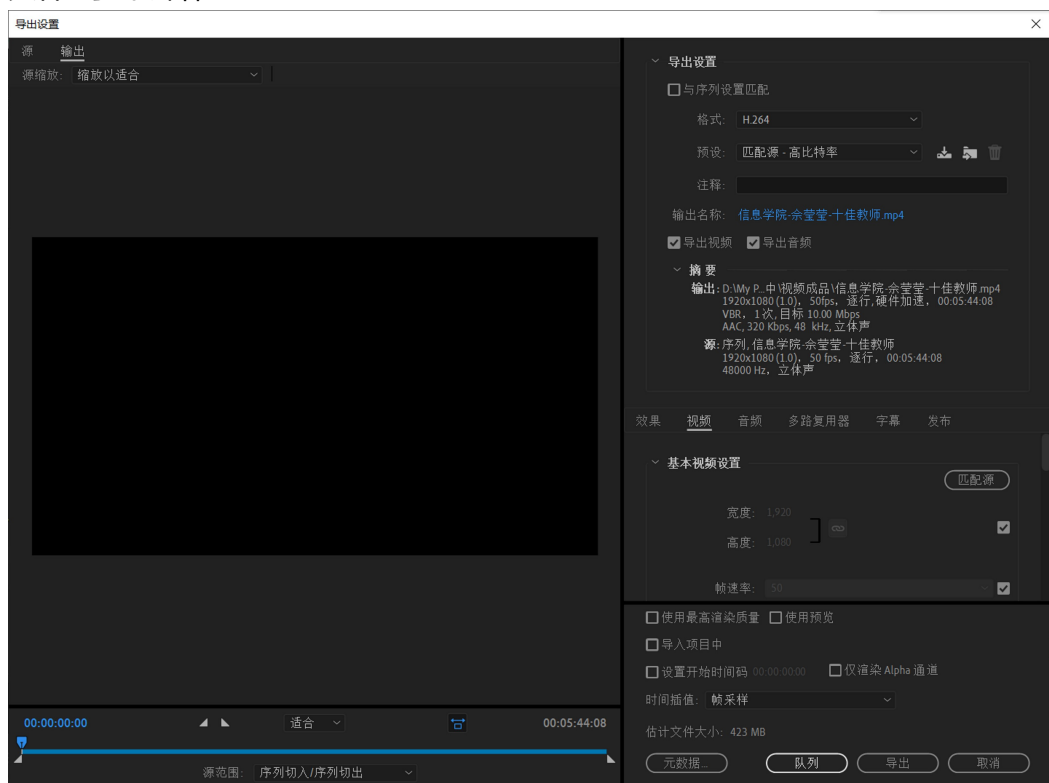 导出设置
源 输出
源缩放: 缩放以适合
导出设置
与序列设置匹配
格式: H.264
预设: 匹配源 - 高比特率
注释:
输出名称: 信息学院-余莹莹-十佳教师.mp4
导出视频 导出音频
摘要
输出: D:\My P...中\视频成品\信息学院-余莹莹-十佳教师.mp4
1920x1080 (1.0), 50fps, 逐行,硬件加速, 00:05:44:08
VBR, 1次, 目标 10.00 Mbps
AAC, 320 Kbps, 48 kHz, 立体声
源: 序列, 信息学院-余莹莹-十佳教师
1920x1080 (1.0), 50 fps, 逐行, 00:05:44:08
48000 Hz, 立体声
效果 视频 音频 多路复用器 字幕 发布
基本视频设置
匹配源
宽度: 1,920
高度: 1,080
帧速率: 50
使用最高渲染质量 使用预览
导入项目中
设置开始时间码 00:00:00:00 仅渲染 Alpha 通道
时间插值: 帧采样
估计文件大小: 423 MB
元数据... 队列 导出 取消
00:00:00:00 适合 00:05:44:08
源范围: 序列切入/序列切出